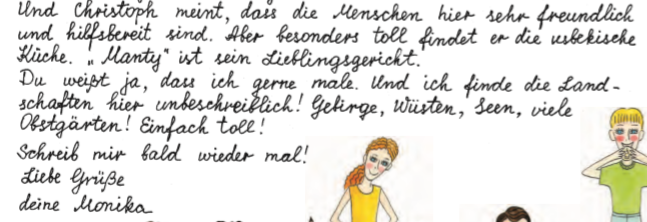 Und Christoph meint, dass die Menschen hier sehr freundlich
und hilfsbereit sind. Aber besonders toll findet er die usbekische
Küche. „Manty“ ist sein Lieblingsgericht.
Du weißt ja, dass ich gerne male. Und ich finde die Land-
schaften hier unbeschreiblich! Gebirge, Wüsten, Seen, viele
Obstgärten! Einfach toll!
Schreib mir bald wieder mal!
Liebe Grüße
deine Monika